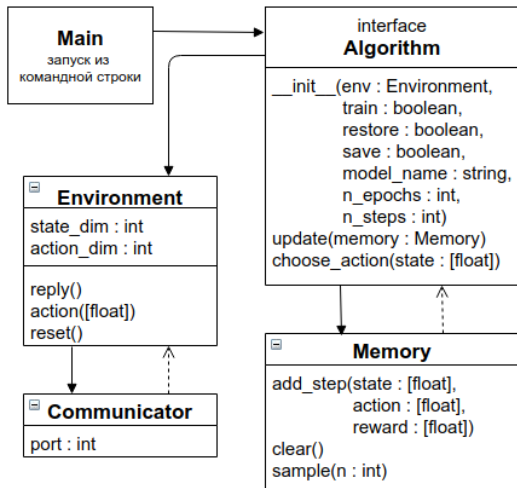 Main
запуск из
командной строки
interface
Algorithm
__init__(env : Environment,
train : boolean,
restore : boolean,
save : boolean,
model_name : string,
n_epochs : int,
n_steps : int)
update(memory : Memory)
choose_action(state : [float])
Environment
state_dim : int
action_dim : int
reply()
action([float])
reset()
Communicator
port : int
Memory
add_step(state : [float],
action : [float],
reward : [float])
clear()
sample(n : int)